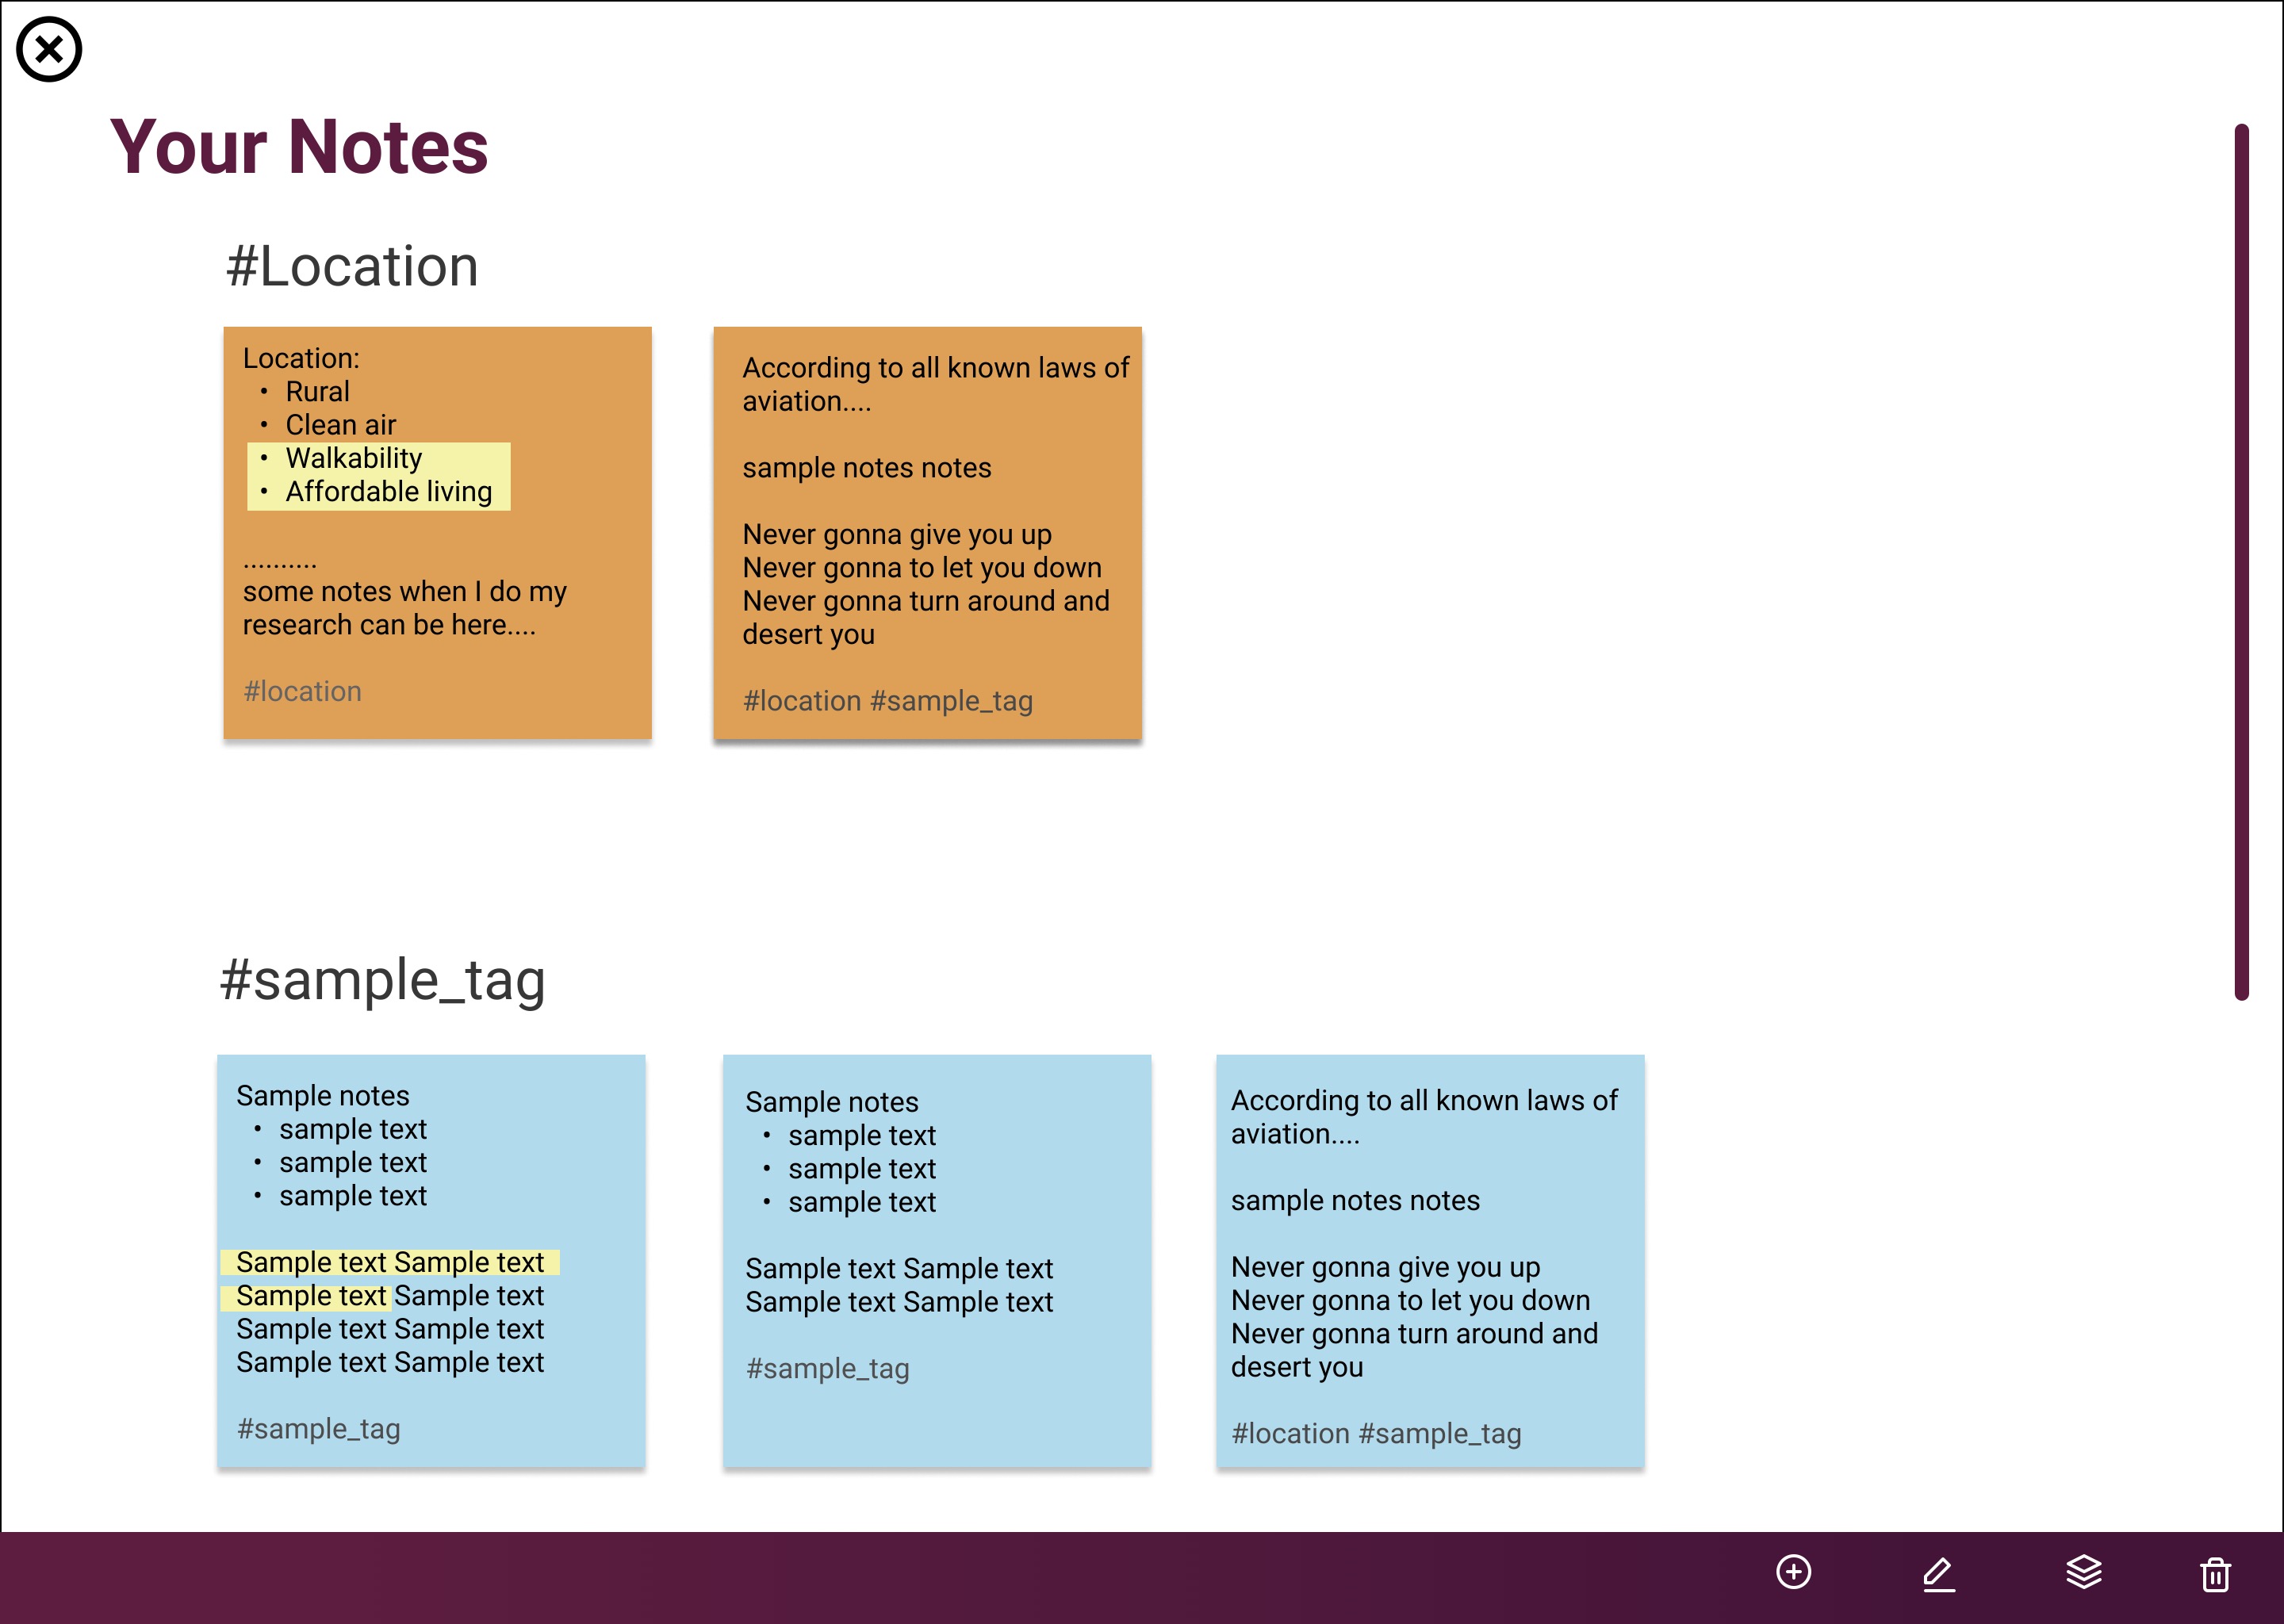 Your Notes
#Location
Location:
• Rural
• Clean air
• Walkability
• Affordable living
..........
some notes when I do my
research can be here....
#location
According to all known laws of
aviation....
sample notes notes
Never gonna give you up
Never gonna to let you down
Never gonna turn around and
desert you
#location #sample_tag
#sample_tag
Sample notes
• sample text
• sample text
• sample text
Sample text Sample text
Sample text Sample text
Sample text Sample text
Sample text Sample text
#sample_tag
Sample notes
• sample text
• sample text
• sample text
Sample text Sample text
Sample text Sample text
#sample_tag
According to all known laws of
aviation....
sample notes notes
Never gonna give you up
Never gonna to let you down
Never gonna turn around and
desert you
#location #sample_tag